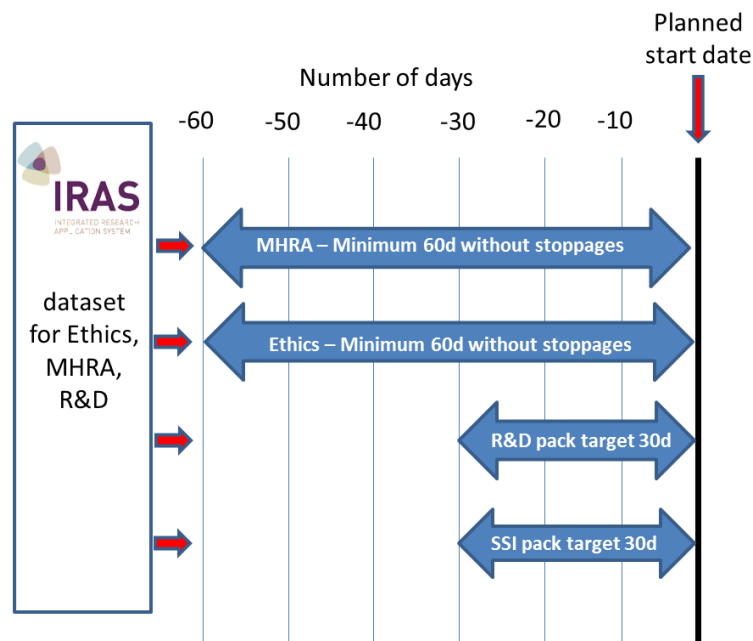 Planned
start date
Number of days
-60
-50
-40
-30
-20
-10
IRAS
INTEGRATED RESEARCH
APPLICATION SYSTEM
dataset
for Ethics,
MHRA,
R&D
MHRA – Minimum 60d without stoppages
Ethics – Minimum 60d without stoppages
R&D pack target 30d
SSI pack target 30d